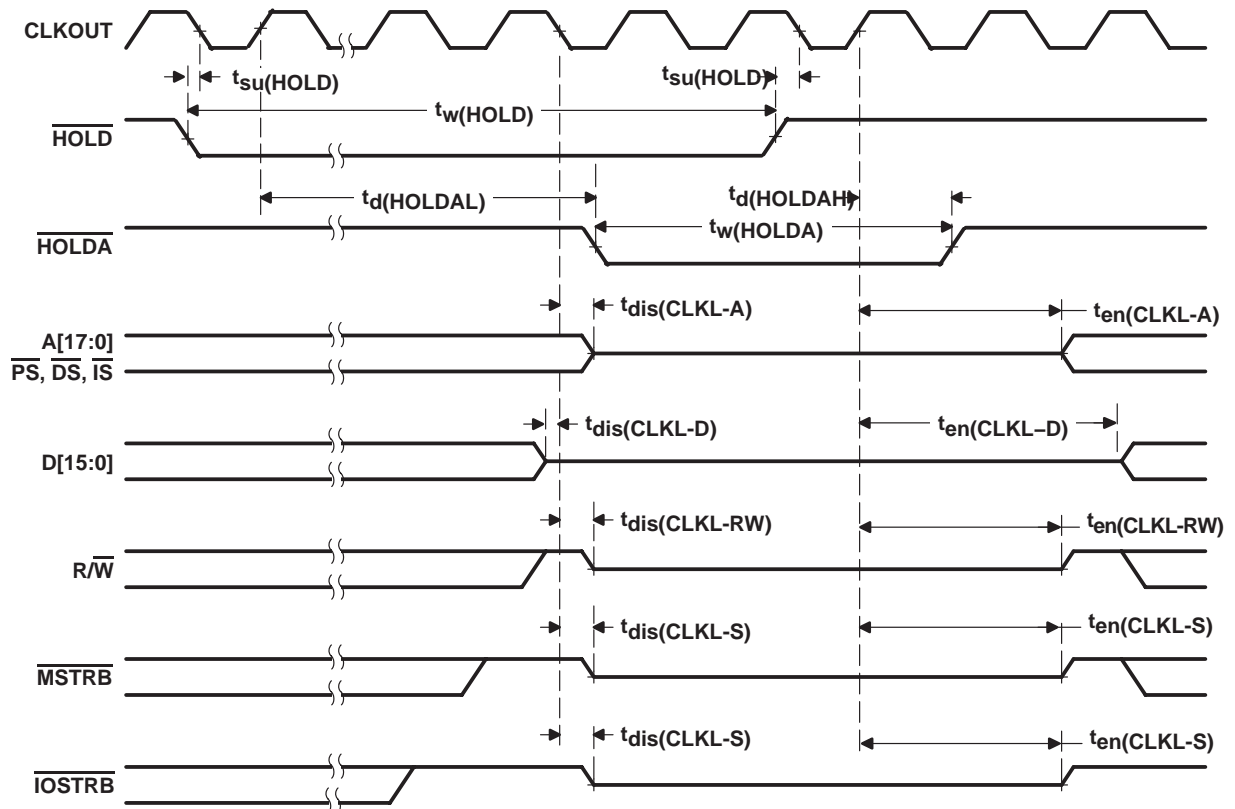 CLKOUT
tsu(HOLD)
tsu(HOLD)
tw(HOLD)
HOLD
td(HOLDAL)
td(HOLDAH)
tw(HOLDA)
HOLDA
tdis(CLKL-A)
ten(CLKL-A)
A[17:0]
PS, DS, IS
tdis(CLKL-D)
ten(CLKL–D)
D[15:0]
tdis(CLKL-RW)
ten(CLKL-RW)
R/W
tdis(CLKL-S)
ten(CLKL-S)
MSTRB
tdis(CLKL-S)
ten(CLKL-S)
IOSTRB